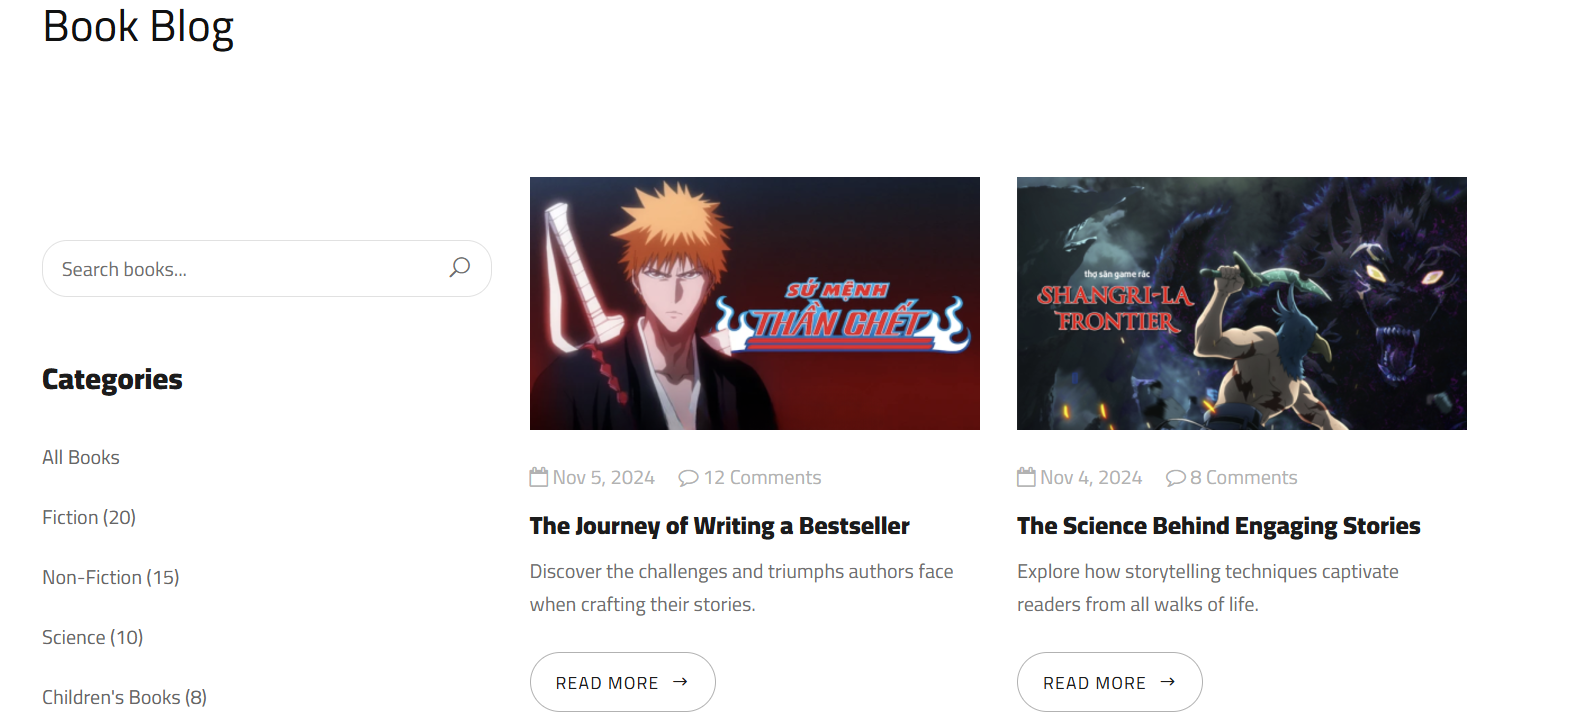 Book Blog
Search books...
Categories
All Books
Fiction (20)
Non-Fiction (15)
Science (10)
Children's Books (8)
SỨ MỆNH
THẦN CHẾT
Nov 5, 2024 12 Comments
The Journey of Writing a Bestseller
Discover the challenges and triumphs authors face
when crafting their stories.
READ MORE →
thợ săn game rác
SHANGRI-LA
FRONTIER
Nov 4, 2024 8 Comments
The Science Behind Engaging Stories
Explore how storytelling techniques captivate
readers from all walks of life.
READ MORE →